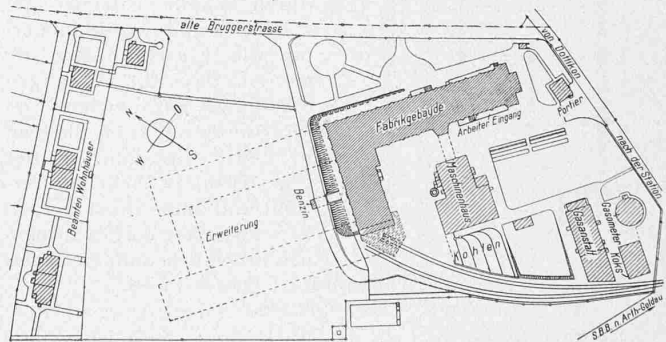 alte Bruggerstrasse
von Dottikon
nach der Station
Portier
Fabrikgebäude
Arbeiter Eingang
Maschinenhaus
N
O
W
S
Beamten Wohnhäuser
Benzin
Erweiterung
Kohlen
Gasanstalt
Gasometer
Koks
S.B.B. n. Arth-Goldau